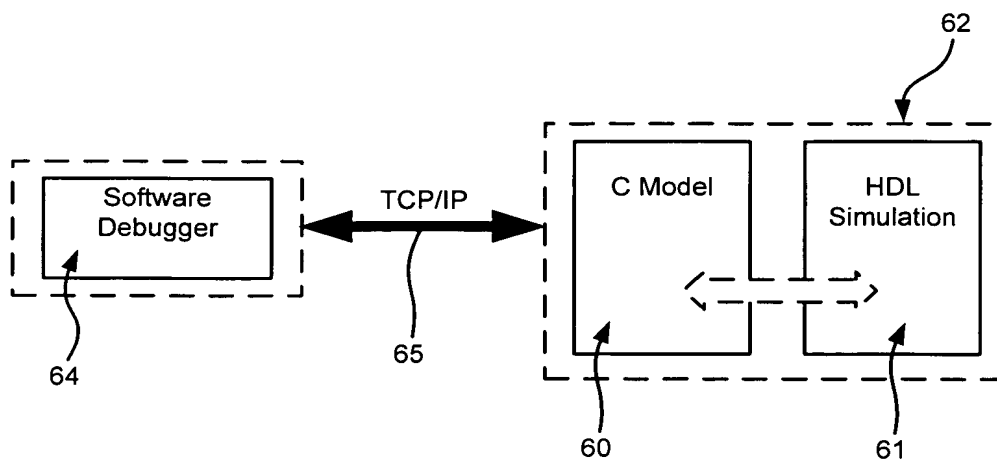 62
Software
Debugger
TCP/IP
C Model
HDL
Simulation
65
64
60
61